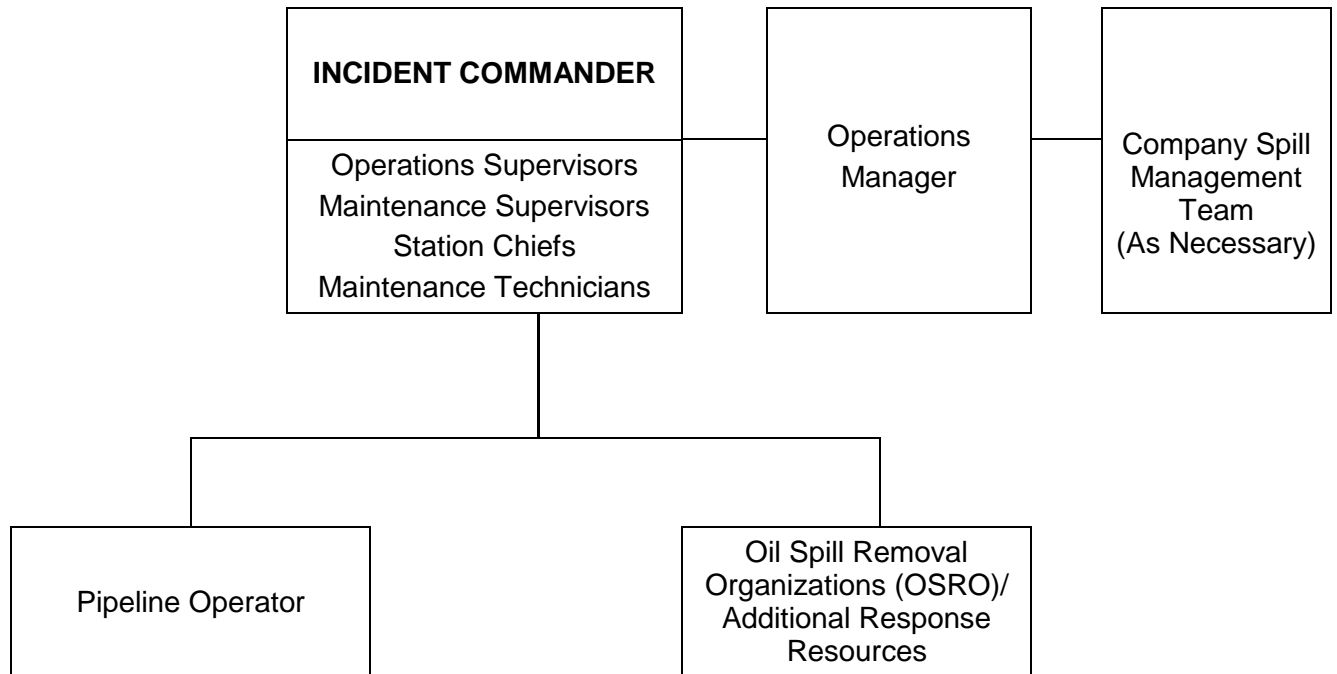 INCIDENT COMMANDER
Operations Supervisors
Maintenance Supervisors
Station Chiefs
Maintenance Technicians
Operations
Manager
Company Spill
Management
Team
(As Necessary)
Pipeline Operator
Oil Spill Removal
Organizations (OSRO)/
Additional Response
Resources